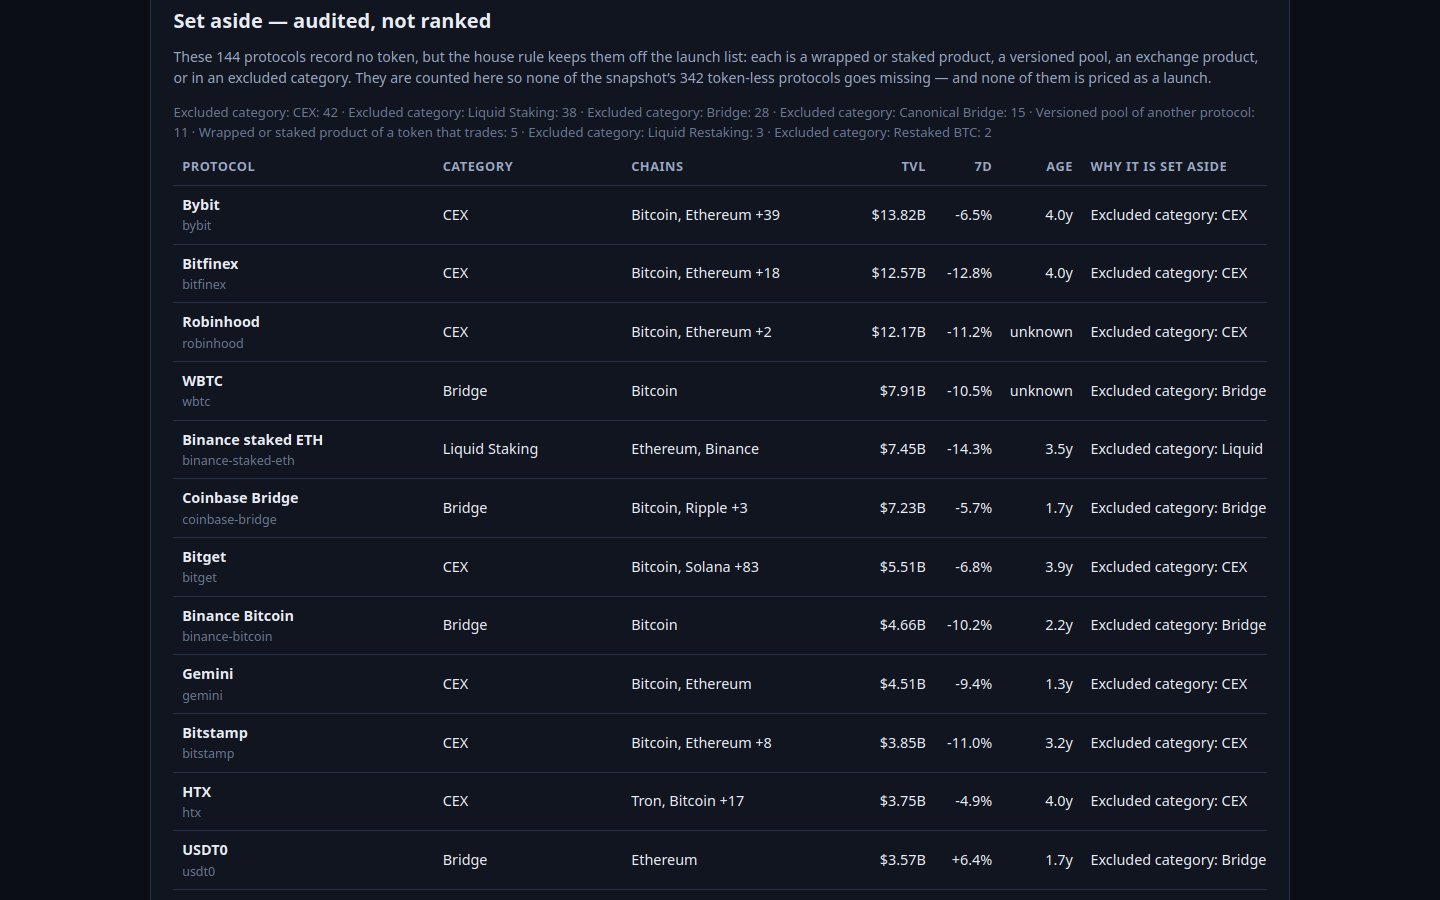 Set aside — audited, not ranked
These 144 protocols record no token, but the house rule keeps them off the launch list: each is a wrapped or staked product, a versioned pool, an exchange product,
or in an excluded category. They are counted here so none of the snapshot’s 342 token-less protocols goes missing — and none of them is priced as a launch.
Excluded category: CEX: 42 · Excluded category: Liquid Staking: 38 · Excluded category: Bridge: 28 · Excluded category: Canonical Bridge: 15 · Versioned pool of another protocol:
11 · Wrapped or staked product of a token that trades: 5 · Excluded category: Liquid Restaking: 3 · Excluded category: Restaked BTC: 2
PROTOCOL CATEGORY CHAINS TVL 7D AGE WHY IT IS SET ASIDE
Bybit
bybit
CEX Bitcoin, Ethereum +39 $13.82B -6.5% 4.0y Excluded category: CEX
Bitfinex
bitfinex
CEX Bitcoin, Ethereum +18 $12.57B -12.8% 4.0y Excluded category: CEX
Robinhood
robinhood
CEX Bitcoin, Ethereum +2 $12.17B -11.2% unknown Excluded category: CEX
WBTC
wbtc
Bridge Bitcoin $7.91B -10.5% unknown Excluded category: Bridge
Binance staked ETH
binance-staked-eth
Liquid Staking Ethereum, Binance $7.45B -14.3% 3.5y Excluded category: Liquid
Coinbase Bridge
coinbase-bridge
Bridge Bitcoin, Ripple +3 $7.23B -5.7% 1.7y Excluded category: Bridge
Bitget
bitget
CEX Bitcoin, Solana +83 $5.51B -6.8% 3.9y Excluded category: CEX
Binance Bitcoin
binance-bitcoin
Bridge Bitcoin $4.66B -10.2% 2.2y Excluded category: Bridge
Gemini
gemini
CEX Bitcoin, Ethereum $4.51B -9.4% 1.3y Excluded category: CEX
Bitstamp
bitstamp
CEX Bitcoin, Ethereum +8 $3.85B -11.0% 3.2y Excluded category: CEX
HTX
htx
CEX Tron, Bitcoin +17 $3.75B -4.9% 4.0y Excluded category: CEX
USDT0
usdt0
Bridge Ethereum $3.57B +6.4% 1.7y Excluded category: Bridge